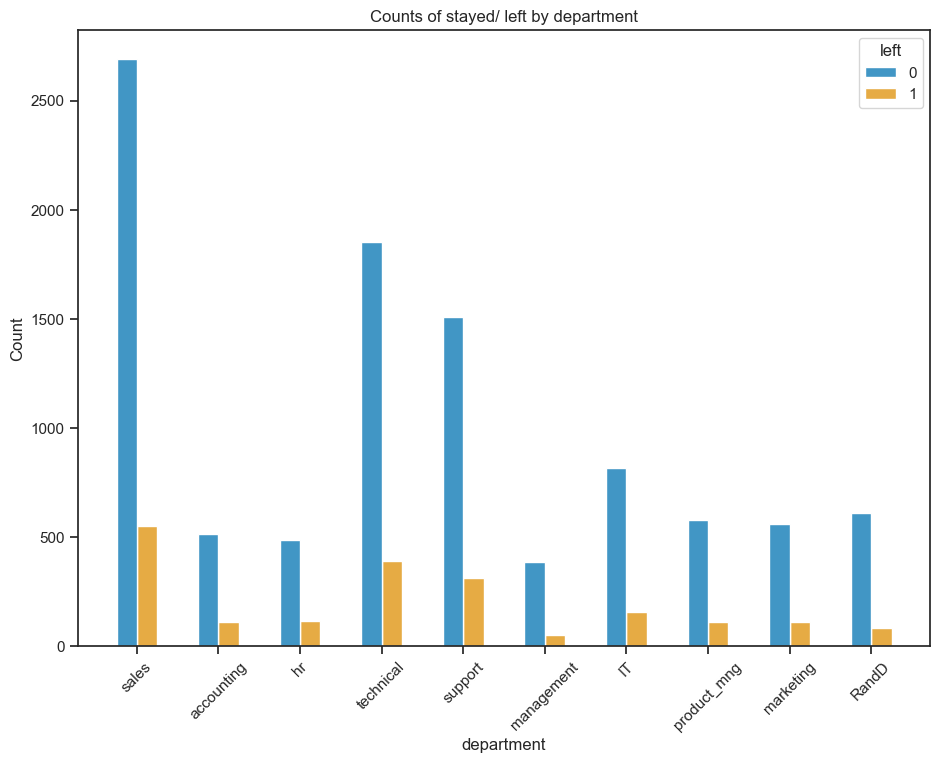 Counts of stayed/ left by department
left
0
1
Count
2500
2000
1500
1000
500
0
sales
accounting
hr
technical
support
management
IT
product_mng
marketing
RandD
department